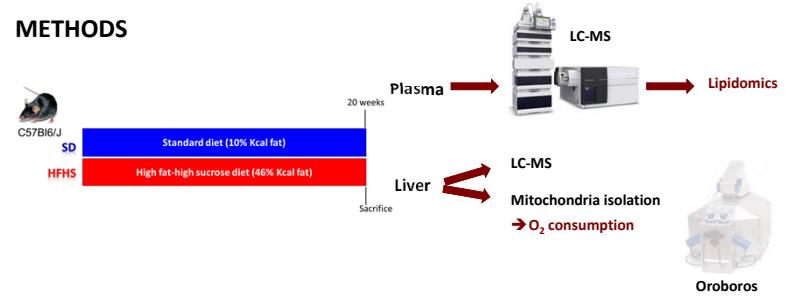 METHODS
LC-MS
Plasma
Lipidomics
20 weeks
C57Bl6/J
SD
Standard diet (10% Kcal fat)
HFHS
High fat-high sucrose diet (46% Kcal fat)
Sacrifice
Liver
LC-MS
Mitochondria isolation
➔ O₂ consumption
Oroboros